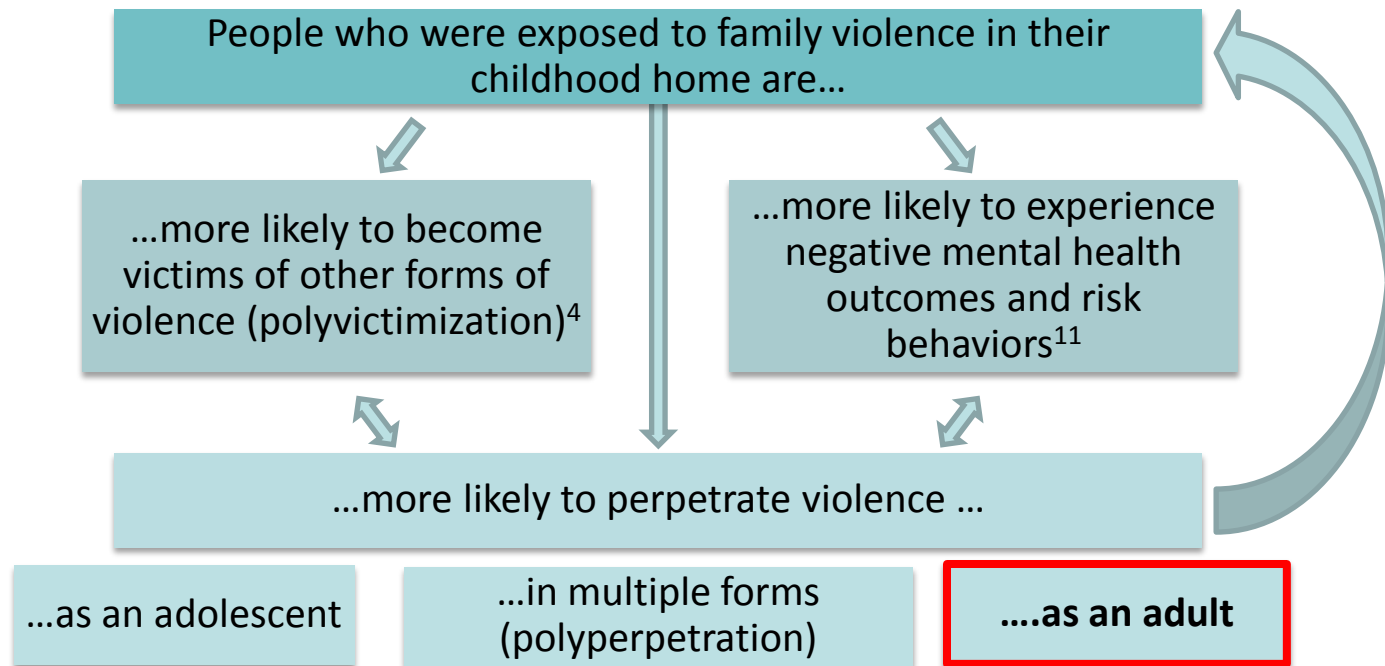 People who were exposed to family violence in their
childhood home are…
…more likely to become
victims of other forms of
violence (polyvictimization)4
…more likely to experience
negative mental health
outcomes and risk
behaviors11
…more likely to perpetrate violence …
…as an adolescent
…in multiple forms
(polyperpetration)
….as an adult